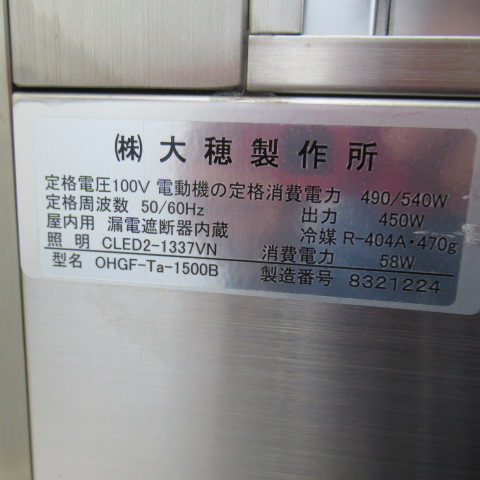 ㈱ 大穂製作所
定格電圧100V 電動機の定格消費電力 490/540W
定格周波数 50/60Hz 出力 450W
屋内用 漏電遮断器内蔵 冷媒 R-404A・470g
照明 CLED2-1337VN 消費電力 58W
型名 OHGF-Ta-1500B 製造番号 8321224